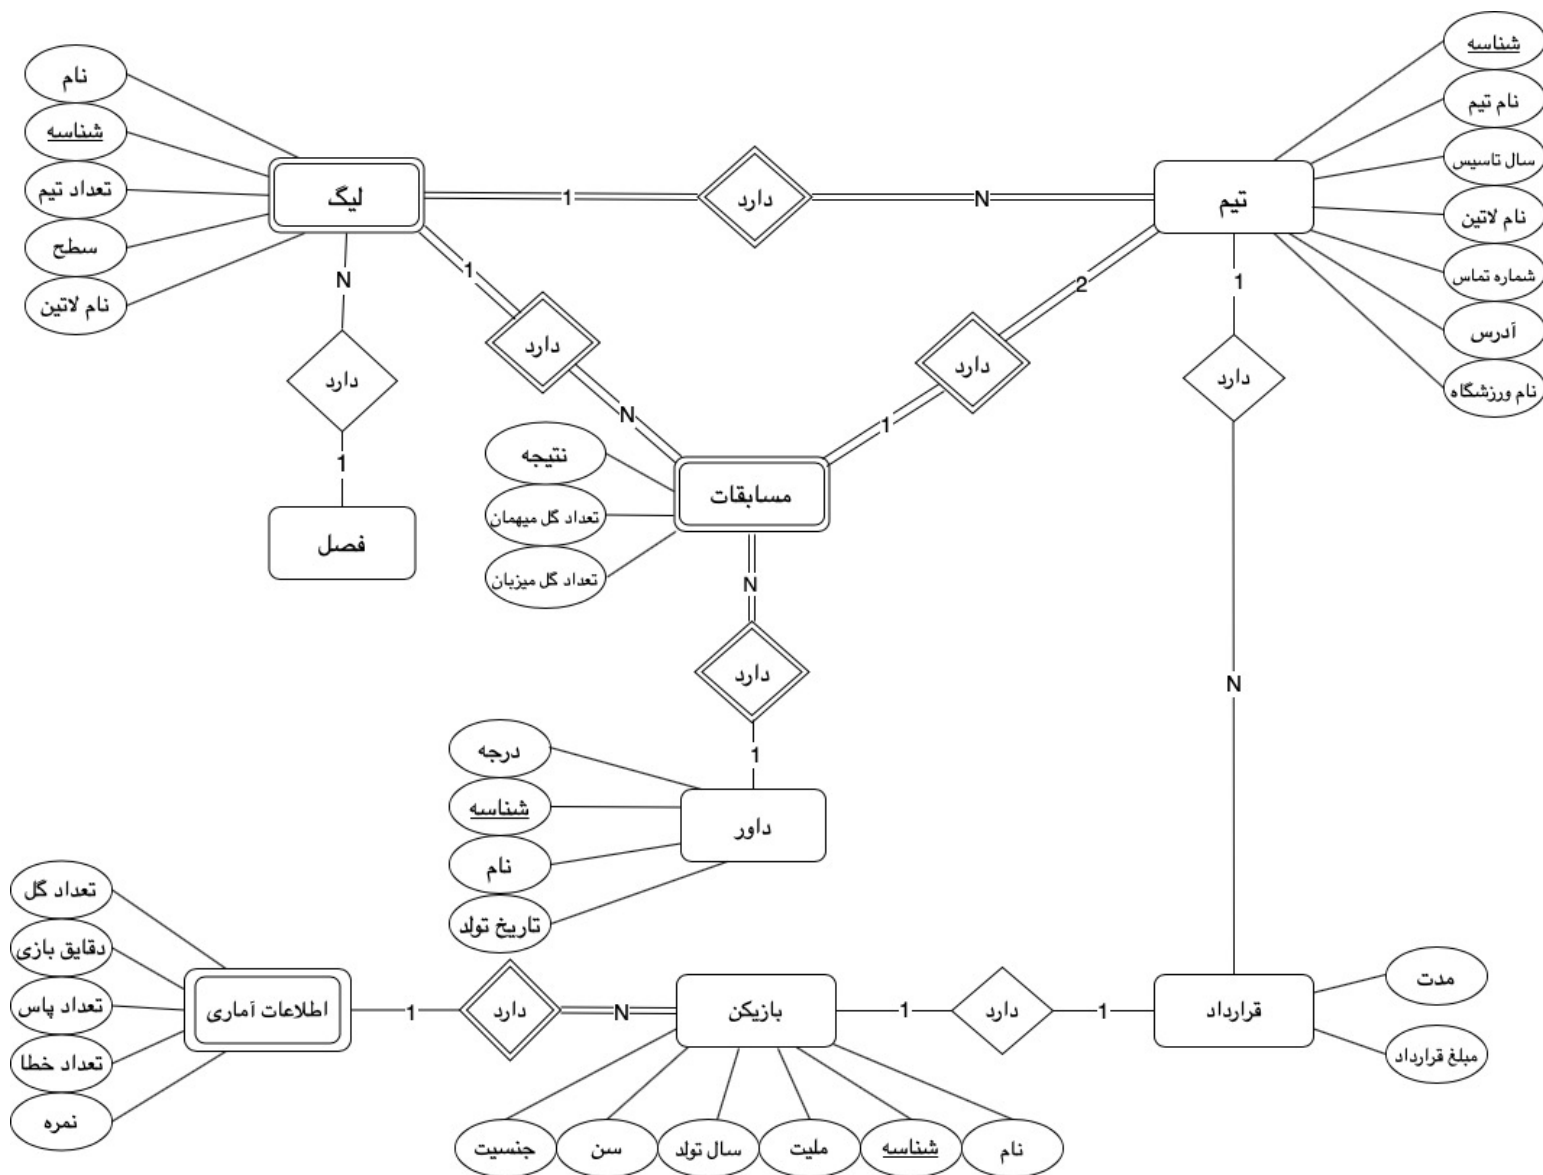 شناسه
نام تیم
سال تاسیس
نام لاتین
شماره تماس
آدرس
نام ورزشگاه
تیم
N
دارد
1
لیگ
نام
شناسه
تعداد تیم
سطح
نام لاتین
N
دارد
1
فصل
1
دارد
N
2
دارد
1
مسابقات
نتیجه
تعداد گل میهمان
تعداد گل میزبان
N
دارد
1
داور
درجه
شناسه
نام
تاریخ تولد
1
دارد
N
قرارداد
مدت
مبلغ قرارداد
1
دارد
1
بازیکن
نام
شناسه
ملیت
سال تولد
سن
جنسیت
N
دارد
1
اطلاعات آماری
تعداد گل
دقایق بازی
تعداد پاس
تعداد خطا
نمره